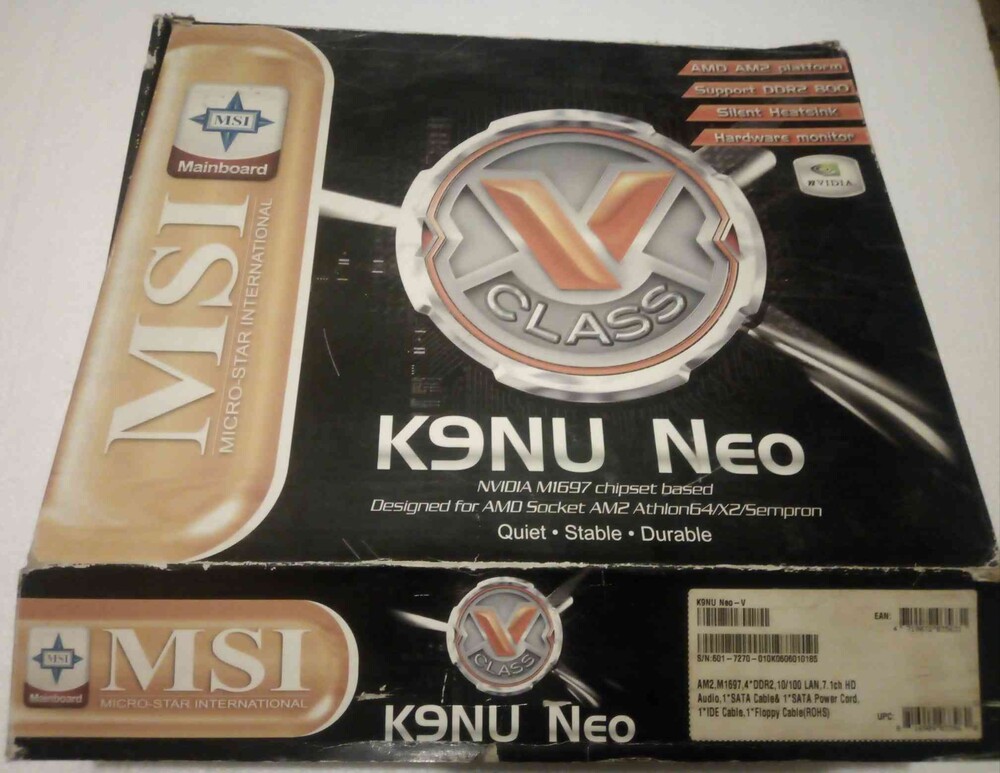 MSI
Mainboard
MSI
MICRO-STAR INTERNATIONAL
AMD AM2 platform
Support DDR2 800
Silent Heatsink
Hardware monitor
NVIDIA
V
CLASS
K9NU Neo
NVIDIA M1697 chipset based
Designed for AMD Socket AM2 Athlon64/X2/Sempron
Quiet • Stable • Durable
MSI
Mainboard
MSI
MICRO-STAR INTERNATIONAL
V
CLASS
K9NU Neo
K9NU Neo-V
EAN:
S/N:601-7270-010K0606010185
AM2,M1697,4*DDR2,10/100 LAN,7.1ch HD
Audio,1*SATA Cable& 1*SATA Power Cord,
1*IDE Cable,1*Floppy Cable(ROHS)
UPC: